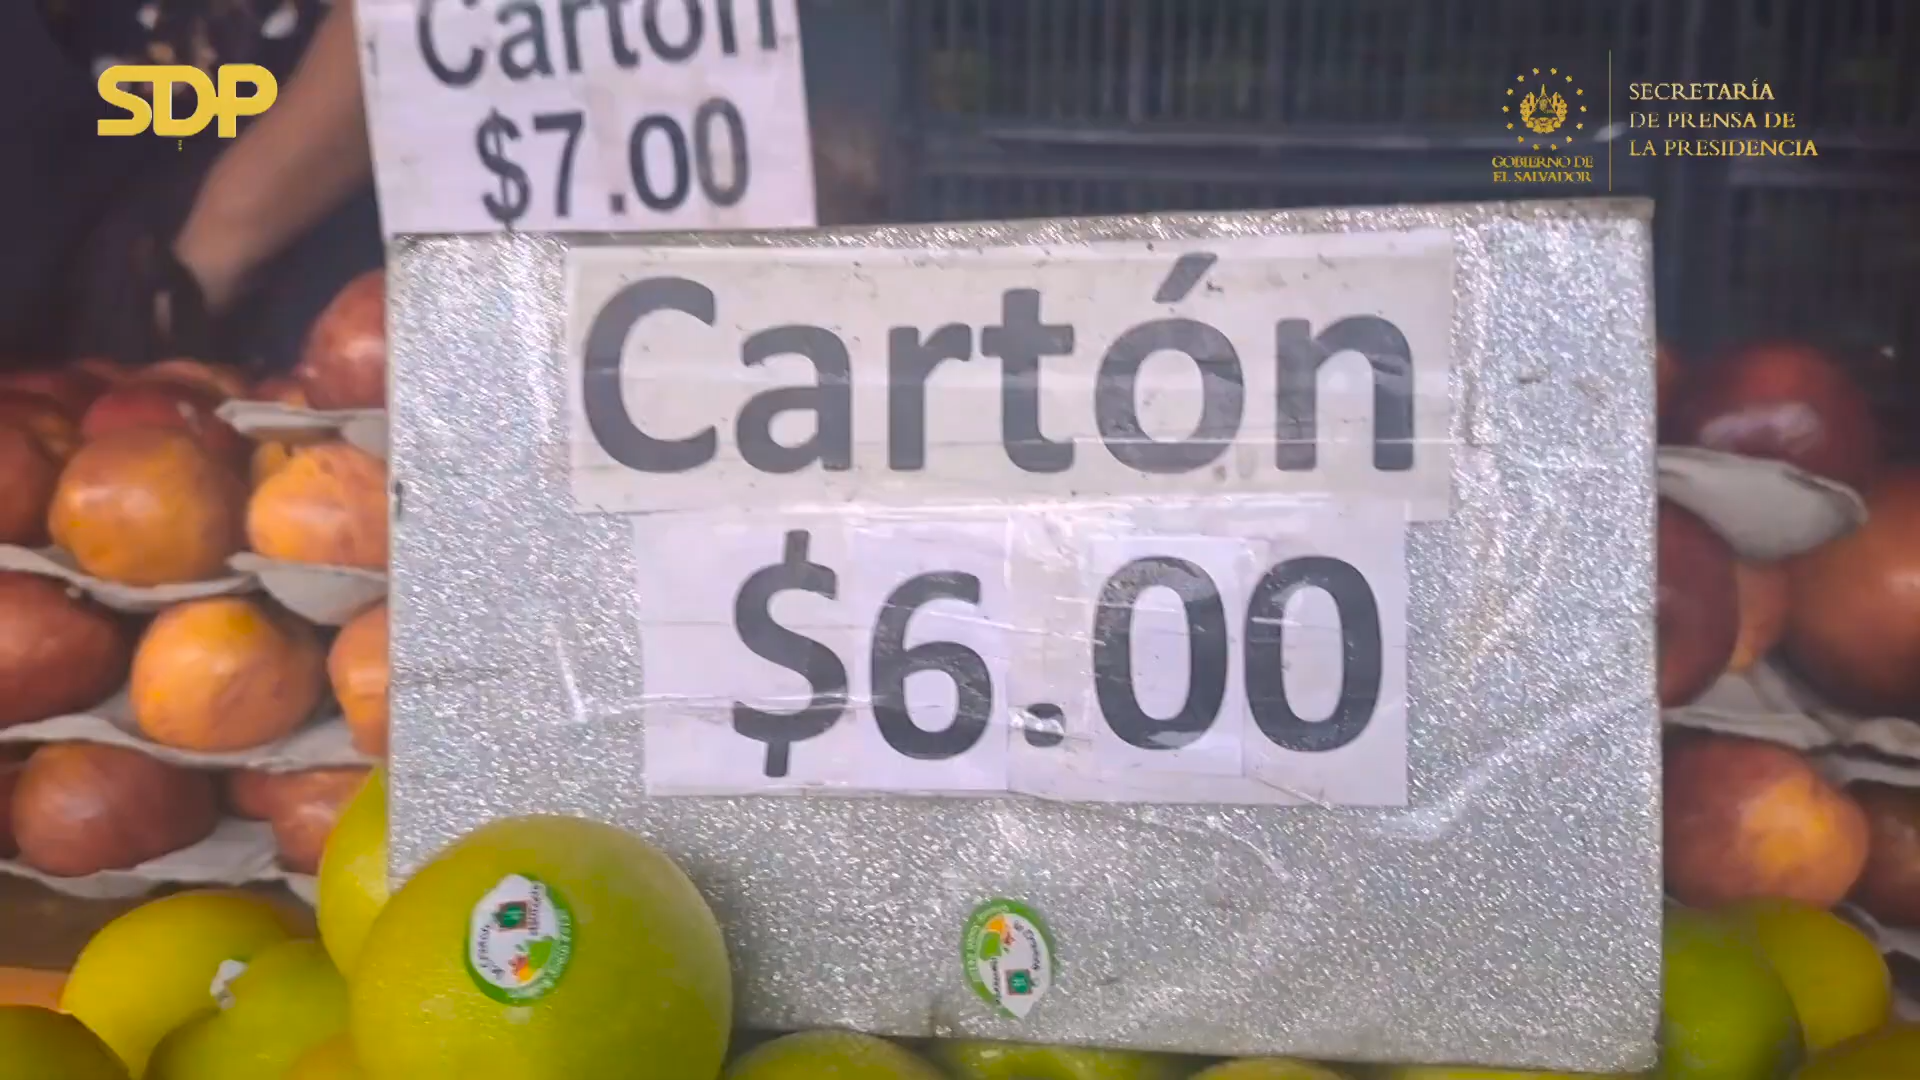 Cartón
$7.00
SDP
GOBIERNO DE
EL SALVADOR
SECRETARÍA
DE PRENSA DE
LA PRESIDENCIA
Cartón
$6.00